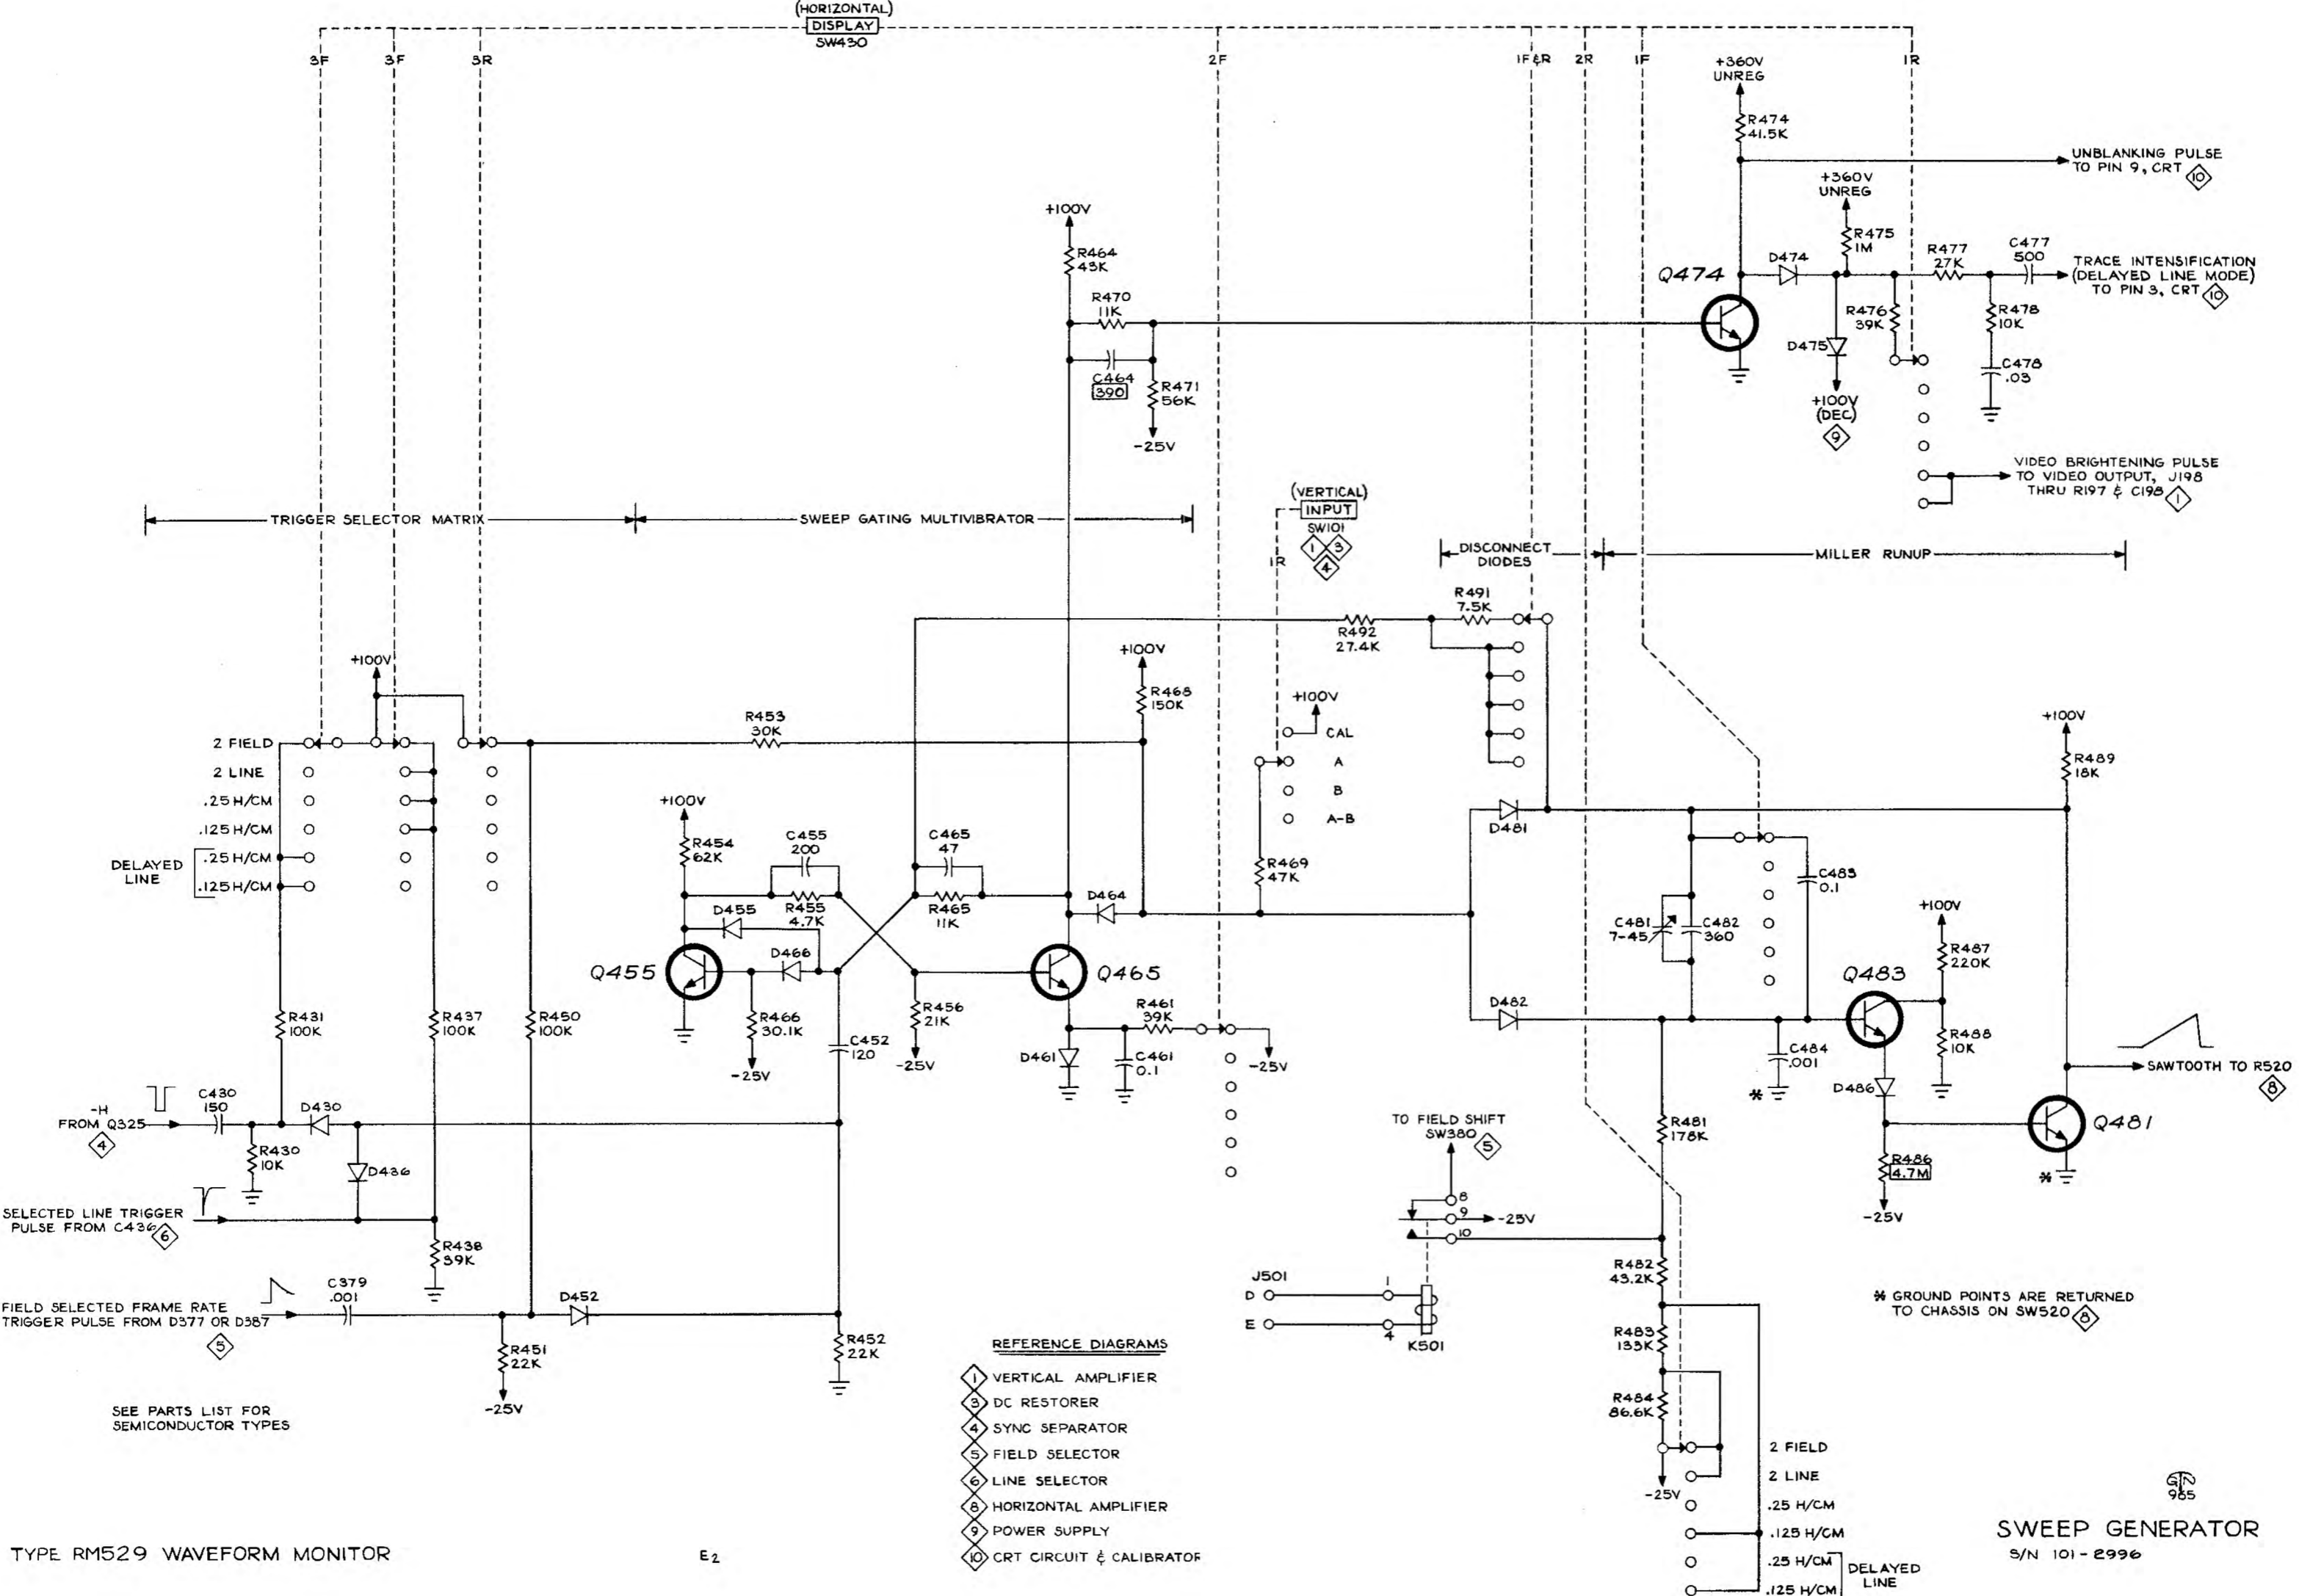 (HORIZONTAL)
DISPLAY
SW430
3F
3F
3R
2F
1F&R
2R
1F
1R
+360V
UNREG
R474
41.5K
UNBLANKING PULSE
TO PIN 9, CRT 10
+360V
UNREG
R475
1M
+100V
R464
43K
Q474
D474
R477
27K
C477
500
TRACE INTENSIFICATION
(DELAYED LINE MODE)
TO PIN 3, CRT 10
R470
11K
R476
39K
R478
10K
D475
C464
390
R471
56K
-25V
C478
.03
+100V
(DEC)
9
VIDEO BRIGHTENING PULSE
TO VIDEO OUTPUT, J198
THRU R197 & C198 1
TRIGGER SELECTOR MATRIX
SWEEP GATING MULTIVIBRATOR
(VERTICAL)
INPUT
SW101
1 3
4
1R
DISCONNECT
DIODES
MILLER RUNUP
R491
7.5K
R492
27.4K
+100V
+100V
R468
150K
+100V
R453
30K
CAL
A
B
A-B
+100V
R489
18K
2 FIELD
2 LINE
.25 H/CM
.125 H/CM
DELAYED
LINE
.25 H/CM
.125 H/CM
+100V
R454
62K
C455
200
C465
47
D481
R469
47K
C483
0.1
D455
R455
4.7K
R465
11K
D464
C481
7-45
C482
360
+100V
Q455
D466
Q465
Q483
R487
220K
R431
100K
R437
100K
R450
100K
R466
30.1K
-25V
C452
120
R456
21K
-25V
R461
39K
D461
C461
0.1
-25V
D482
C484
.001
*
R488
10K
D486
SAWTOOTH TO R520
8
-H
FROM Q325
4
C430
150
D430
R430
10K
D436
TO FIELD SHIFT
SW380 5
R481
178K
Q481
*
R486
4.7M
-25V
SELECTED LINE TRIGGER
PULSE FROM C436 6
R438
39K
8
9
-25V
10
J501
D
E
1
4
K501
R482
43.2K
* GROUND POINTS ARE RETURNED
TO CHASSIS ON SW520 8
FIELD SELECTED FRAME RATE
TRIGGER PULSE FROM D377 OR D387
5
C379
.001
D452
R451
22K
-25V
R452
22K
R483
133K
R484
86.6K
-25V
2 FIELD
2 LINE
.25 H/CM
.125 H/CM
.25 H/CM
.125 H/CM
DELAYED
LINE
SEE PARTS LIST FOR
SEMICONDUCTOR TYPES
REFERENCE DIAGRAMS
1 VERTICAL AMPLIFIER
3 DC RESTORER
4 SYNC SEPARATOR
5 FIELD SELECTOR
6 LINE SELECTOR
8 HORIZONTAL AMPLIFIER
9 POWER SUPPLY
10 CRT CIRCUIT & CALIBRATOR
TYPE RM529 WAVEFORM MONITOR
E2
965
SWEEP GENERATOR
S/N 101-2996